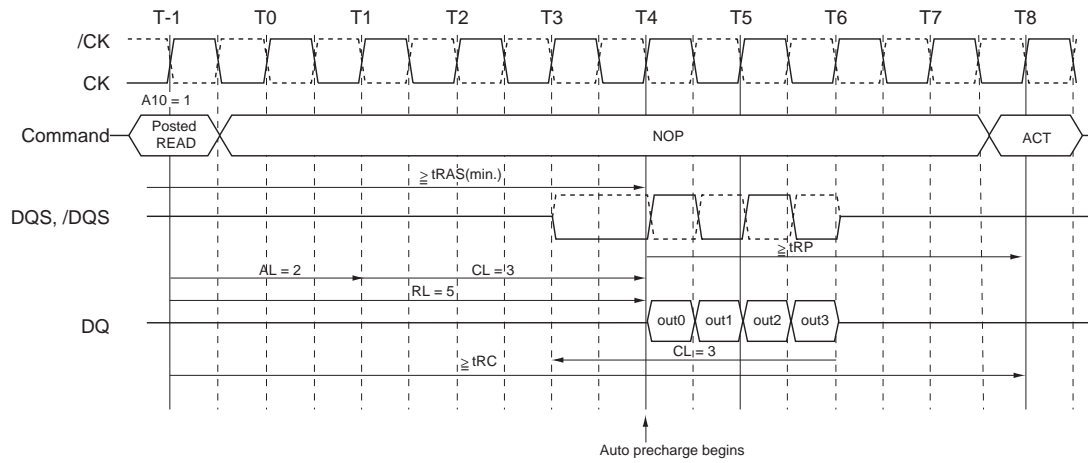 T-1 T0 T1 T2 T3 T4 T5 T6 T7 T8
/CK
CK
A10 = 1
Command
Posted
READ
NOP
ACT
≧ tRAS(min.)
DQS, /DQS
≧ tRP
AL = 2
CL = 3
RL = 5
DQ
out0 out1 out2 out3
CL = 3
≧ tRC
Auto precharge begins